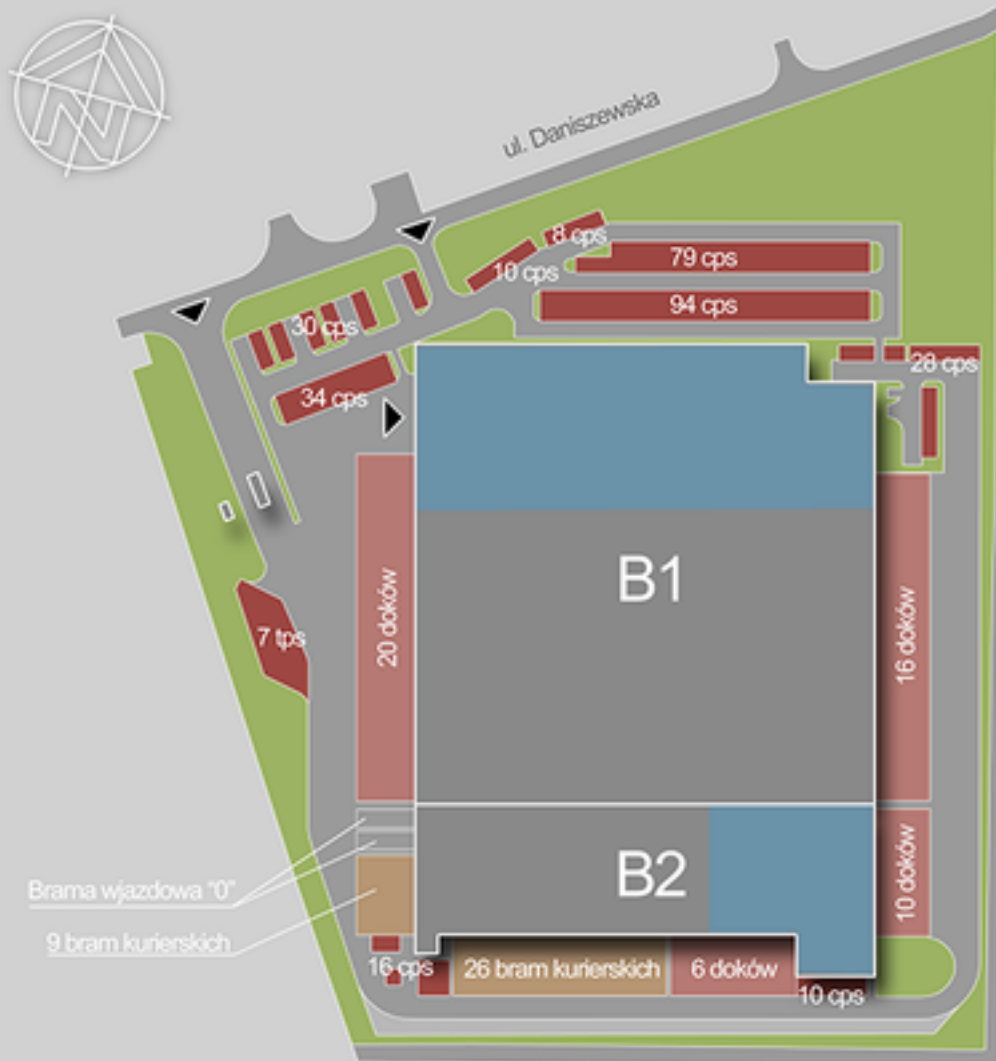 ul. Daniszewska
8 cps
10 cps
79 cps
94 cps
30 cps
34 cps
28 cps
20 doków
B1
16 doków
7 tps
B2
10 doków
Brama wjazdowa "0"
9 bram kurierskich
16 cps
26 bram kurierskich
6 doków
10 cps